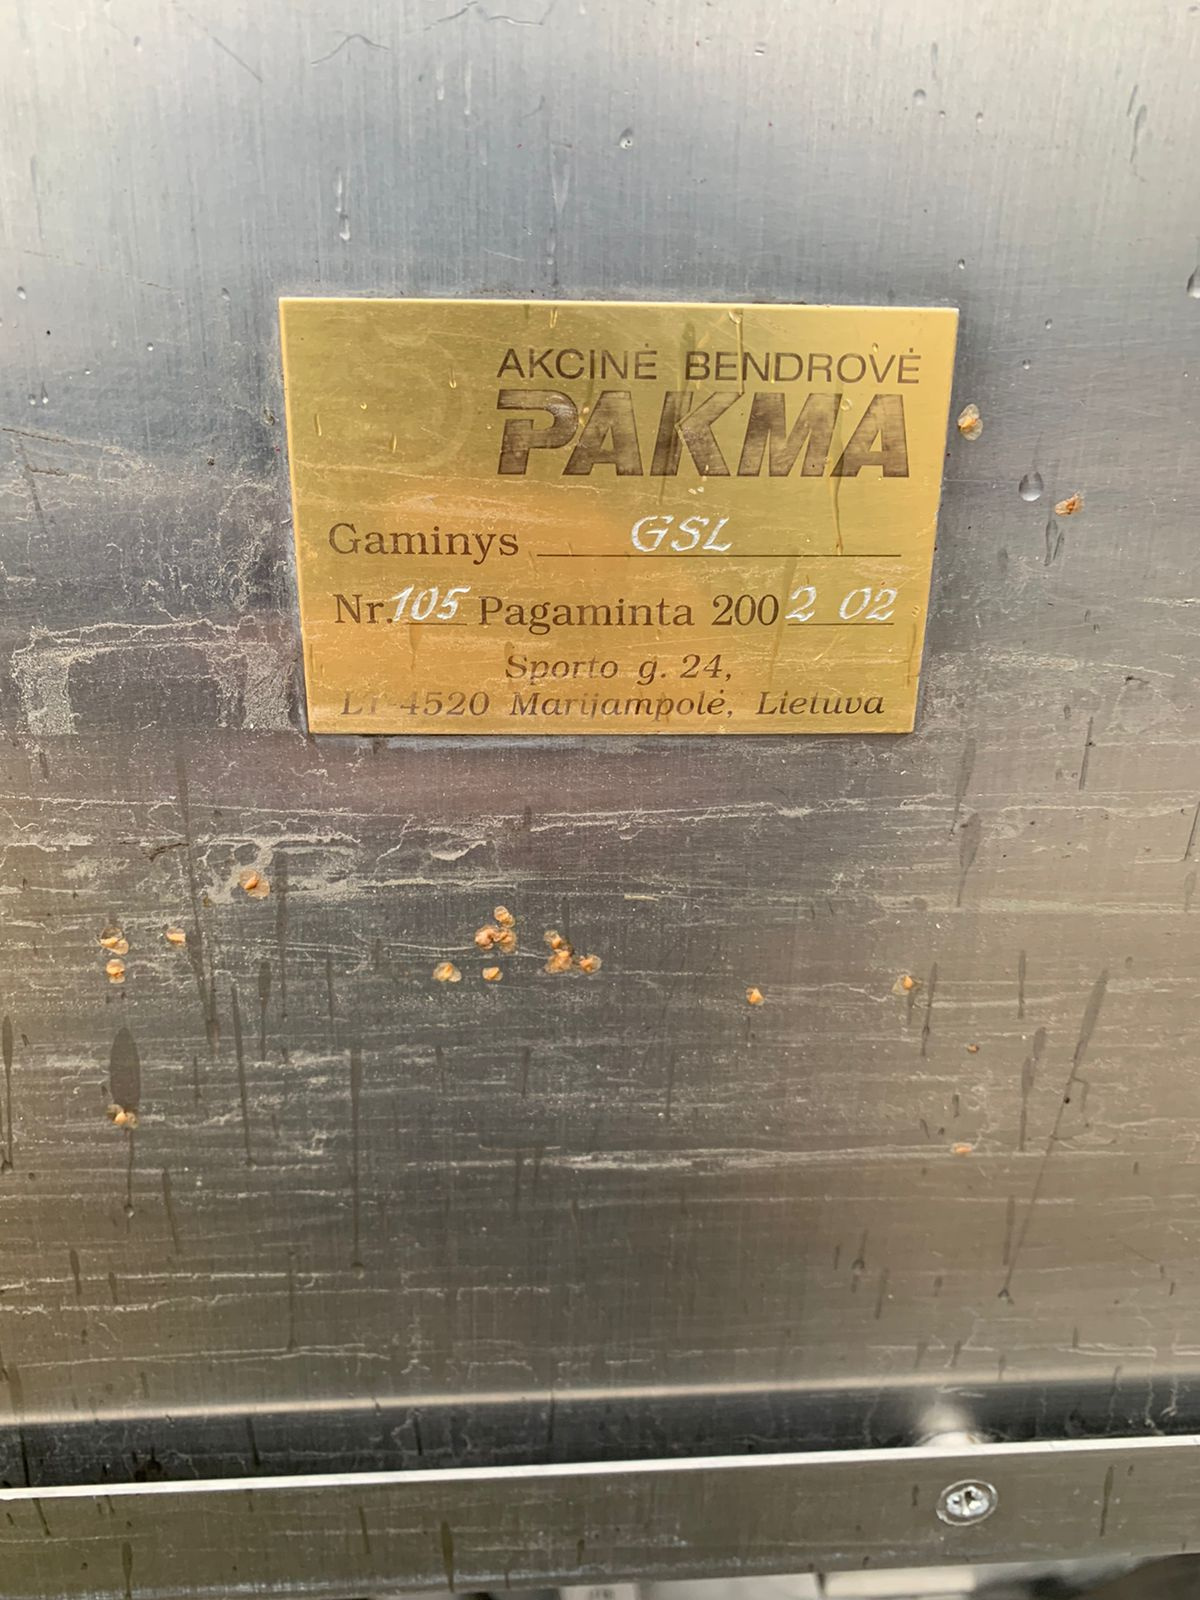 AKCINĖ BENDROVĖ
PAKMA
Gaminys GSL
Nr. 105 Pagaminta 2002 02
Sporto g. 24,
LT-4520 Marijampolė, Lietuva